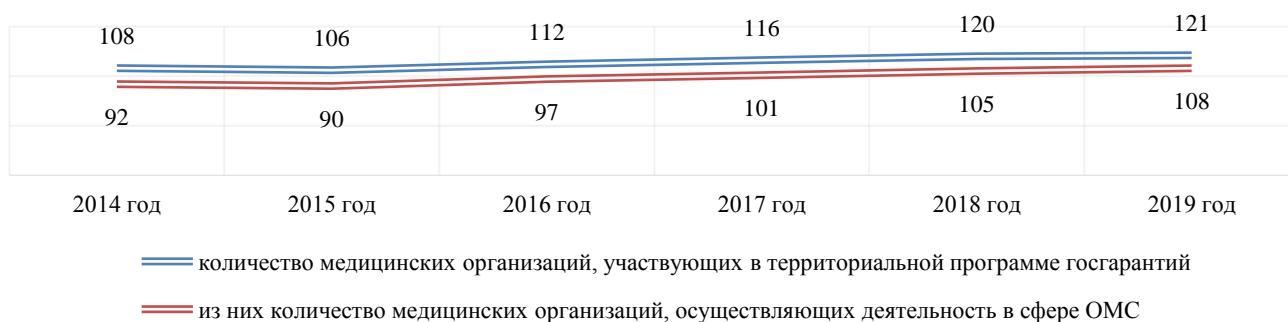 108 106 112 116 120 121
92 90 97 101 105 108
2014 год 2015 год 2016 год 2017 год 2018 год 2019 год
количество медицинских организаций, участвующих в территориальной программе госгарантий
из них количество медицинских организаций, осуществляющих деятельность в сфере ОМС